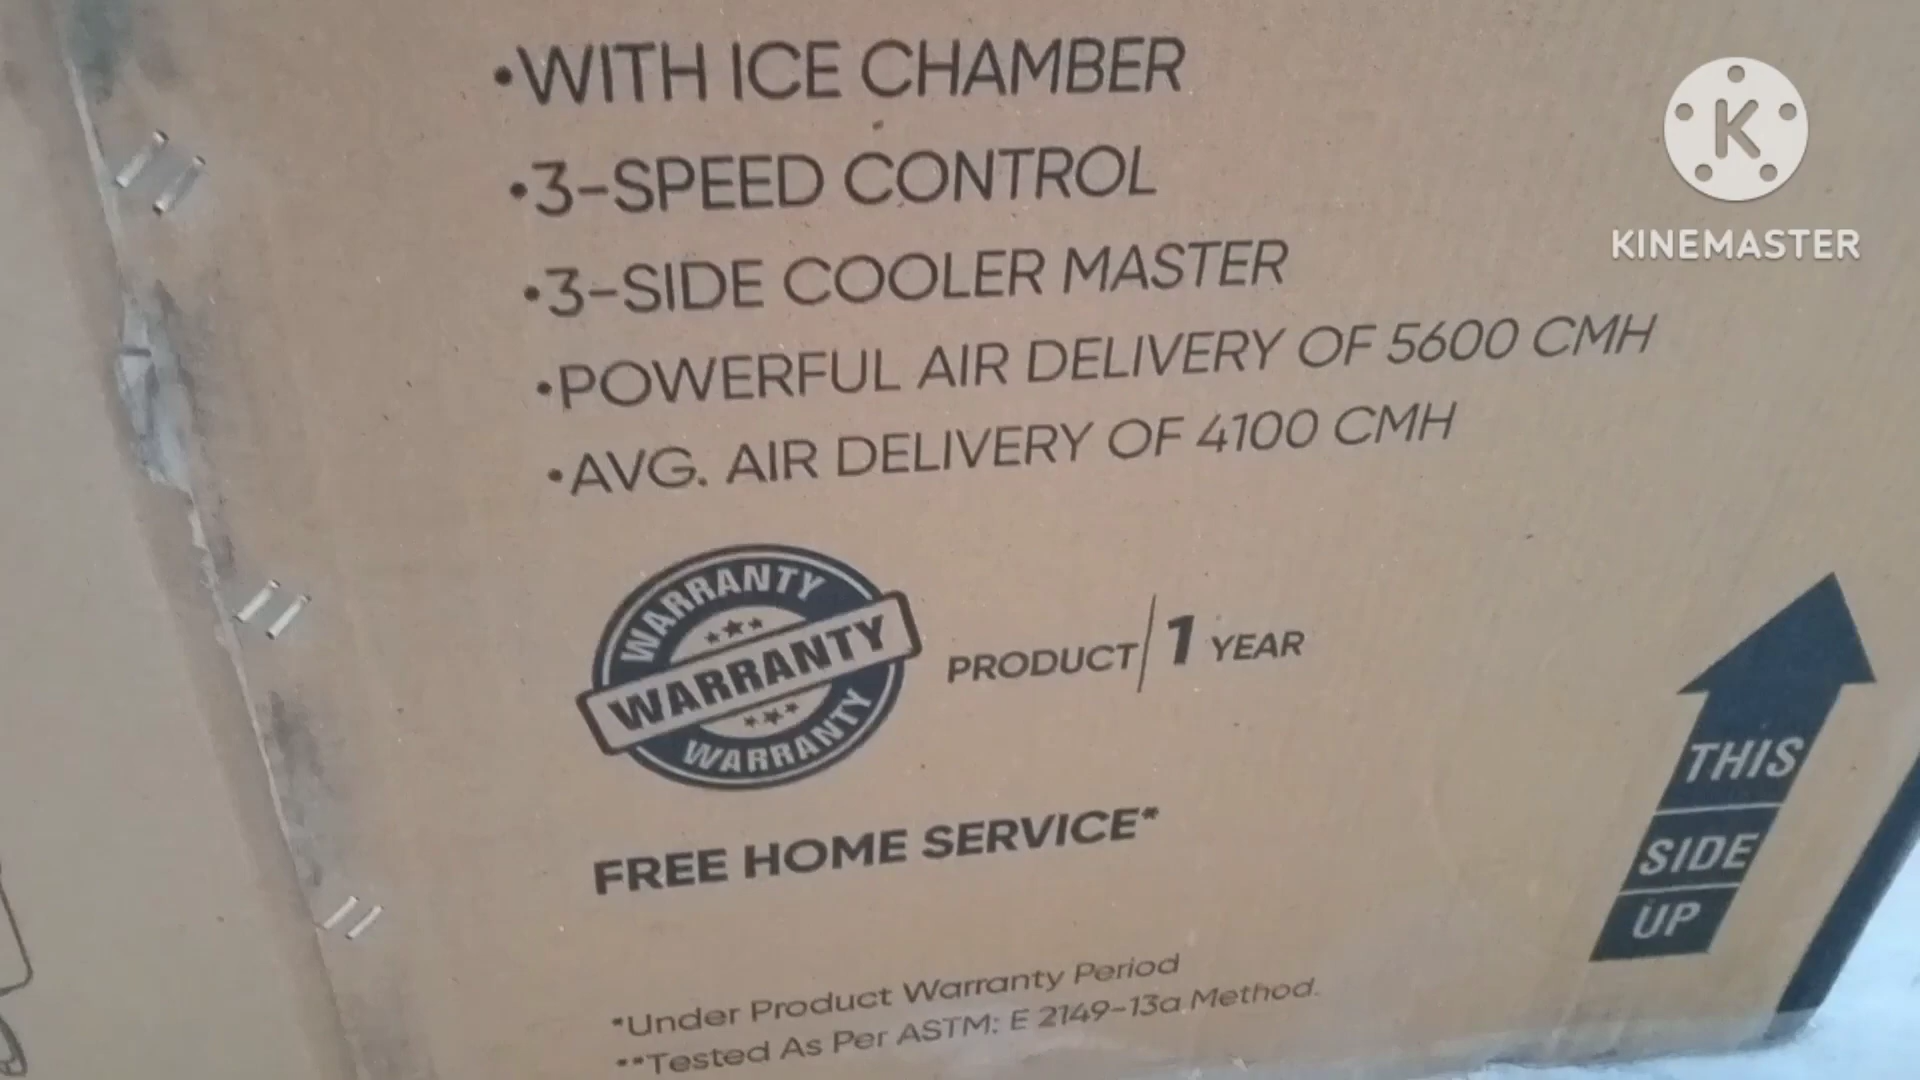 •WITH ICE CHAMBER
•3-SPEED CONTROL
•3-SIDE COOLER MASTER
•POWERFUL AIR DELIVERY OF 5600 CMH
•AVG. AIR DELIVERY OF 4100 CMH
K
KINEMASTER
WARRANTY
WARRANTY
WARRANTY
PRODUCT/1 YEAR
FREE HOME SERVICE*
THIS
SIDE
UP
*Under Product Warranty Period
**Tested As Per ASTM: E 2149-13a Method.